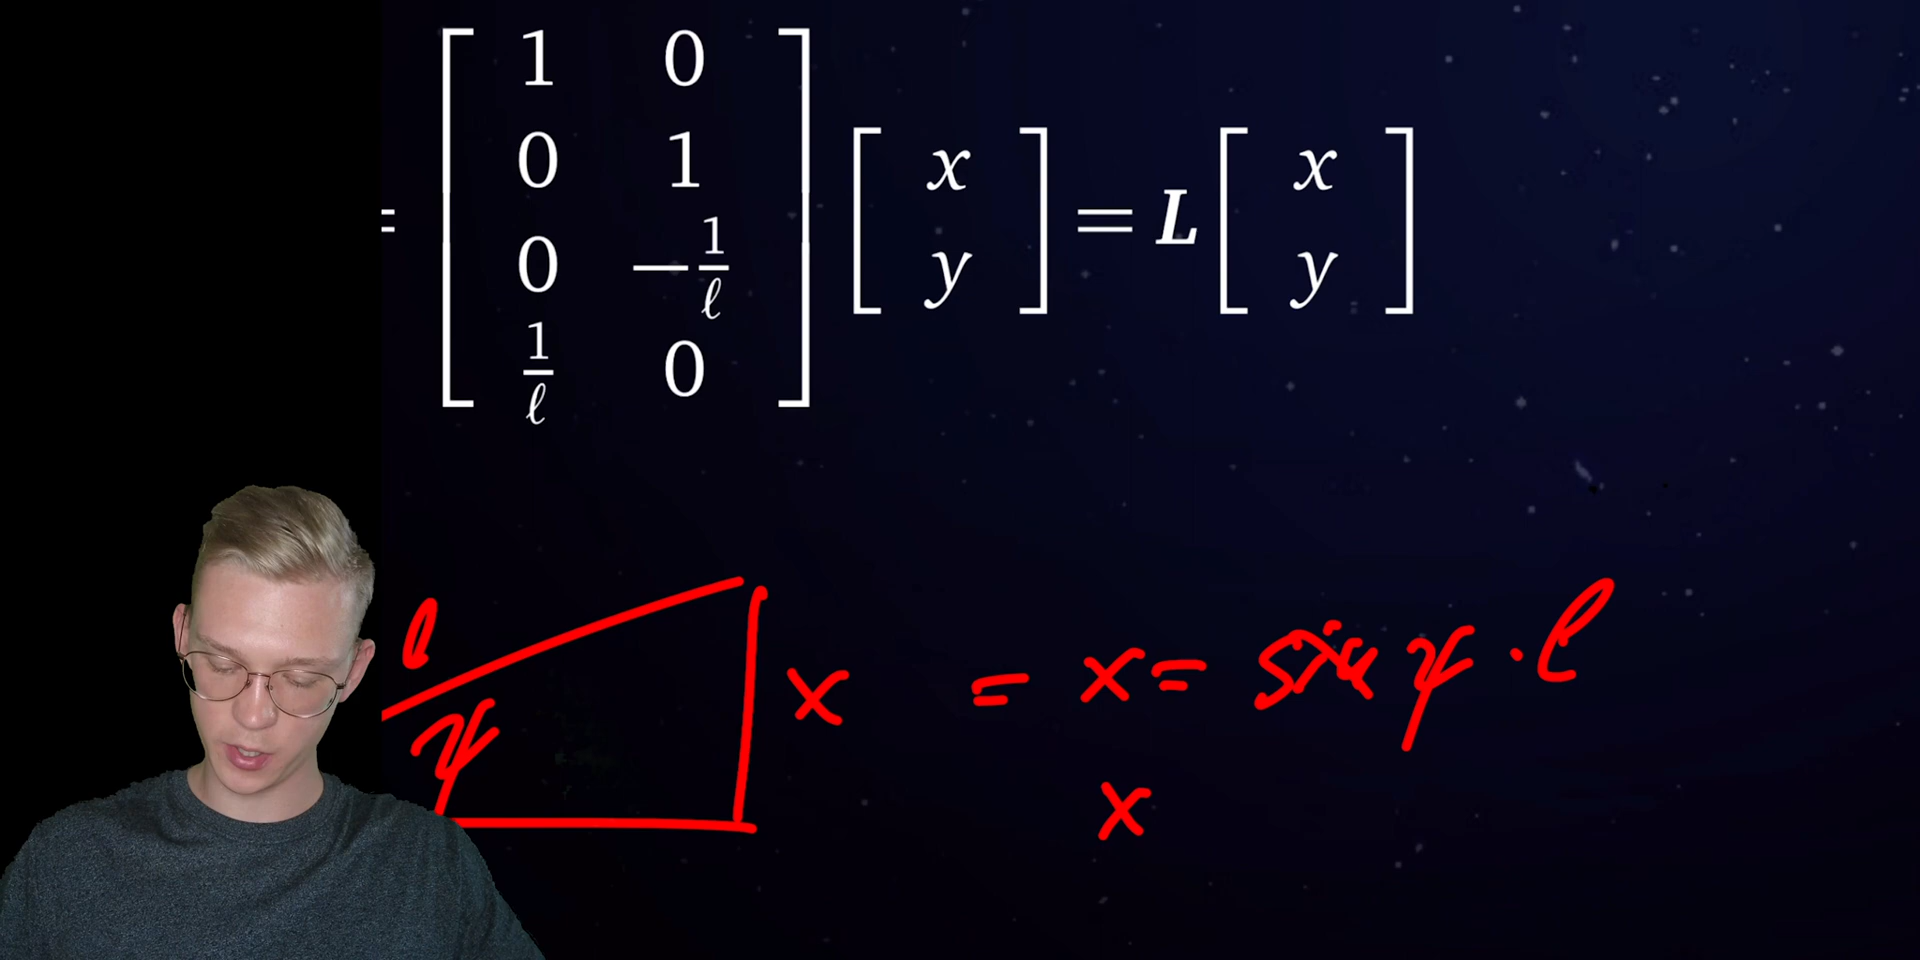 = [ 1 0 ; 0 1 ; 0 −1/ℓ ; 1/ℓ 0 ] [ x ; y ] = L [ x ; y ]
l
ψ
x = x = sin ψ · l
x